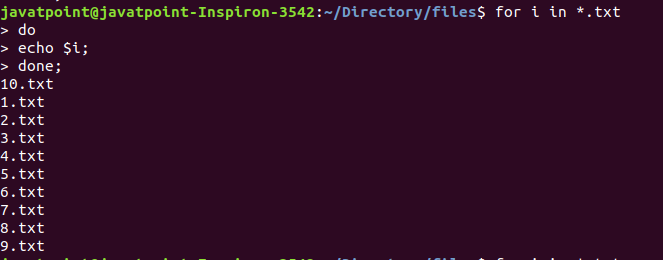 javatpoint@javatpoint-Inspiron-3542:~/Directory/files$ for i in *.txt
> do
> echo $i;
> done;
10.txt
1.txt
2.txt
3.txt
4.txt
5.txt
6.txt
7.txt
8.txt
9.txt